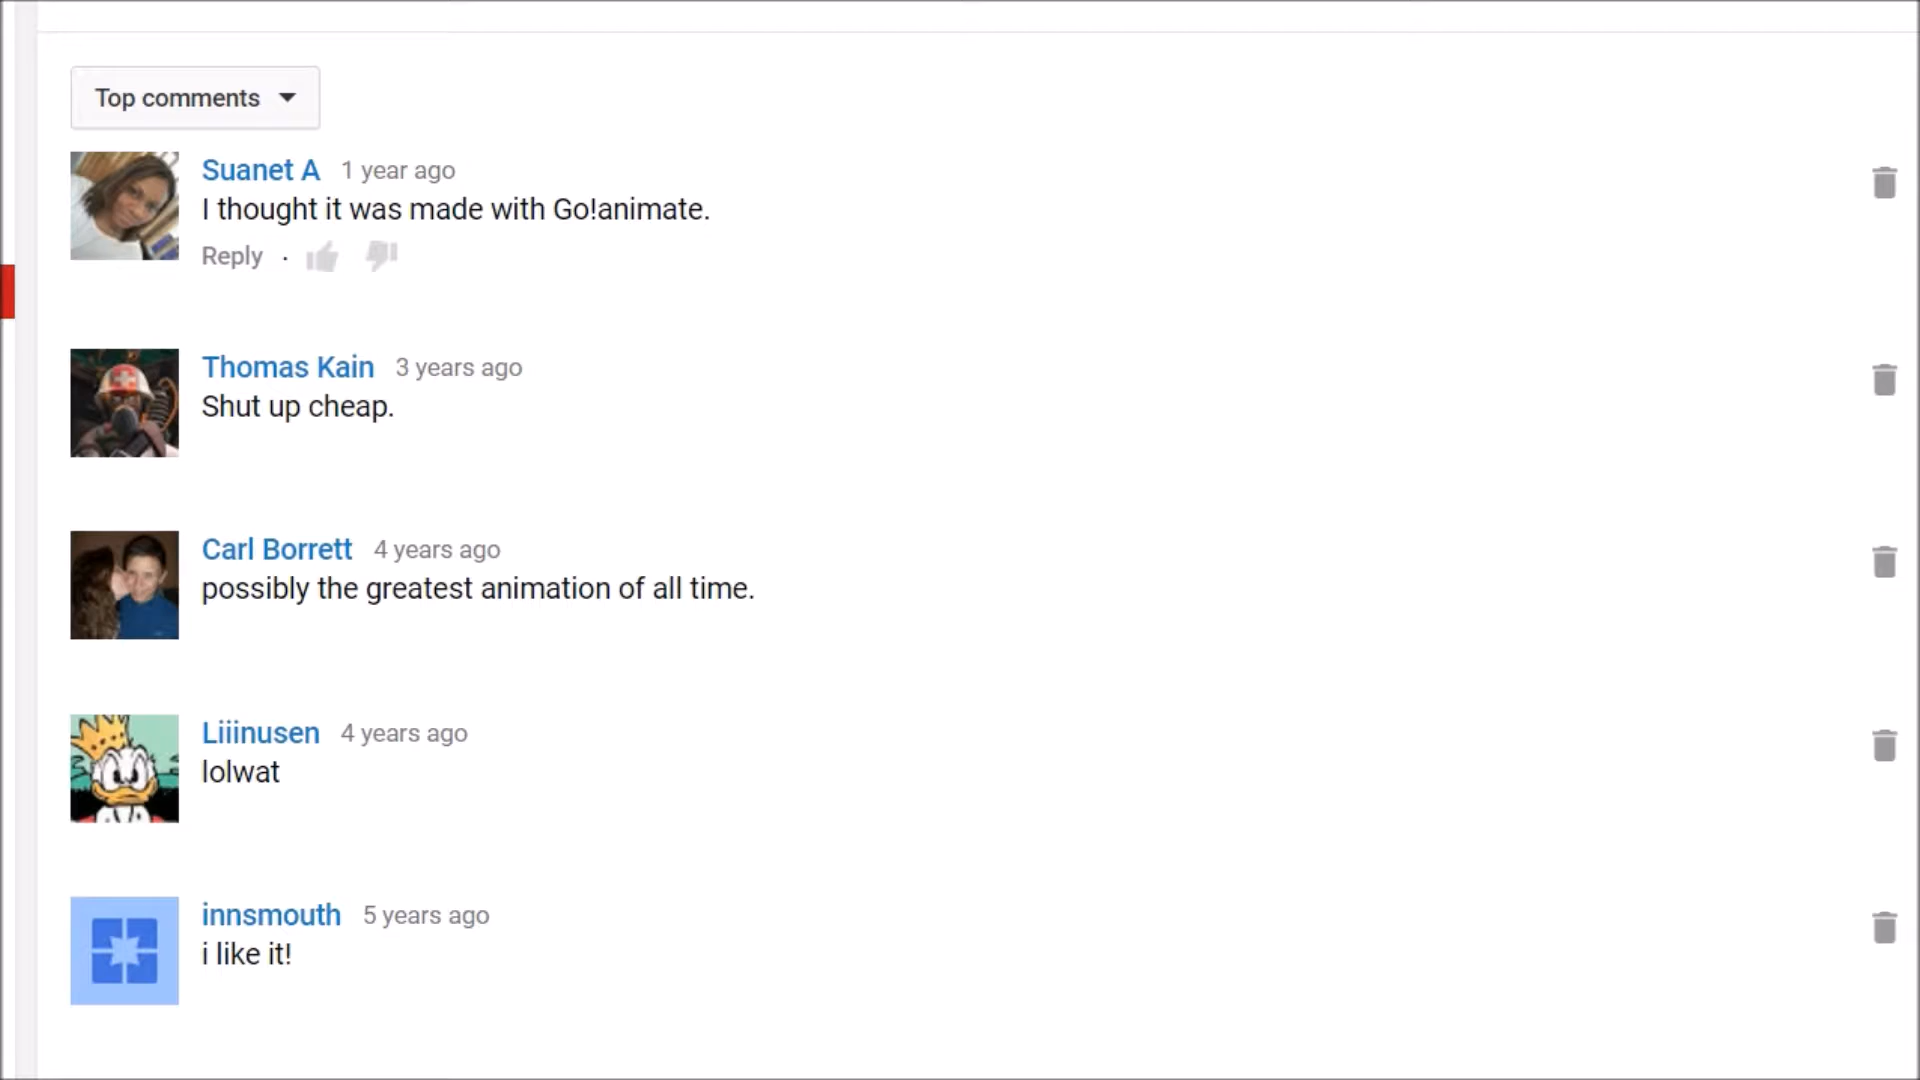 Top comments
Suanet A 1 year ago
I thought it was made with Go!animate.
Reply ·
Thomas Kain 3 years ago
Shut up cheap.
Carl Borrett 4 years ago
possibly the greatest animation of all time.
Liiinusen 4 years ago
lolwat
innsmouth 5 years ago
i like it!